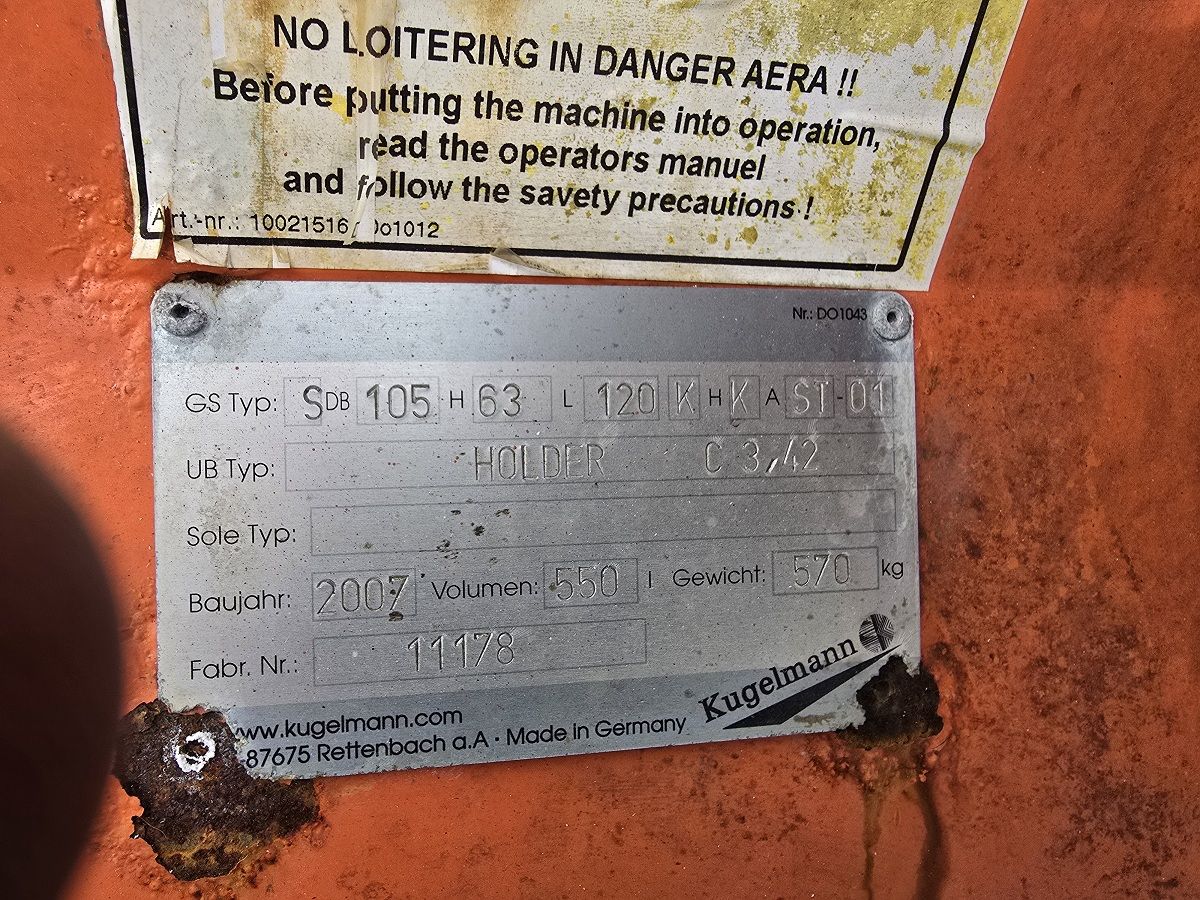 NO LOITERING IN DANGER AERA !!
Before putting the machine into operation,
read the operators manuel
and follow the savety precautions !
Art.-nr.: 10021516 / Do1012
Nr.: DO1043
GS Typ: S DB 105 H 63 L 120 K H K A ST-01
UB Typ: HOLDER C 3,42
Sole Typ:
Baujahr: 2007 Volumen: 550 l Gewicht: 570 kg
Fabr. Nr.: 11178
Kugelmann
www.kugelmann.com
87675 Rettenbach a.A · Made in Germany